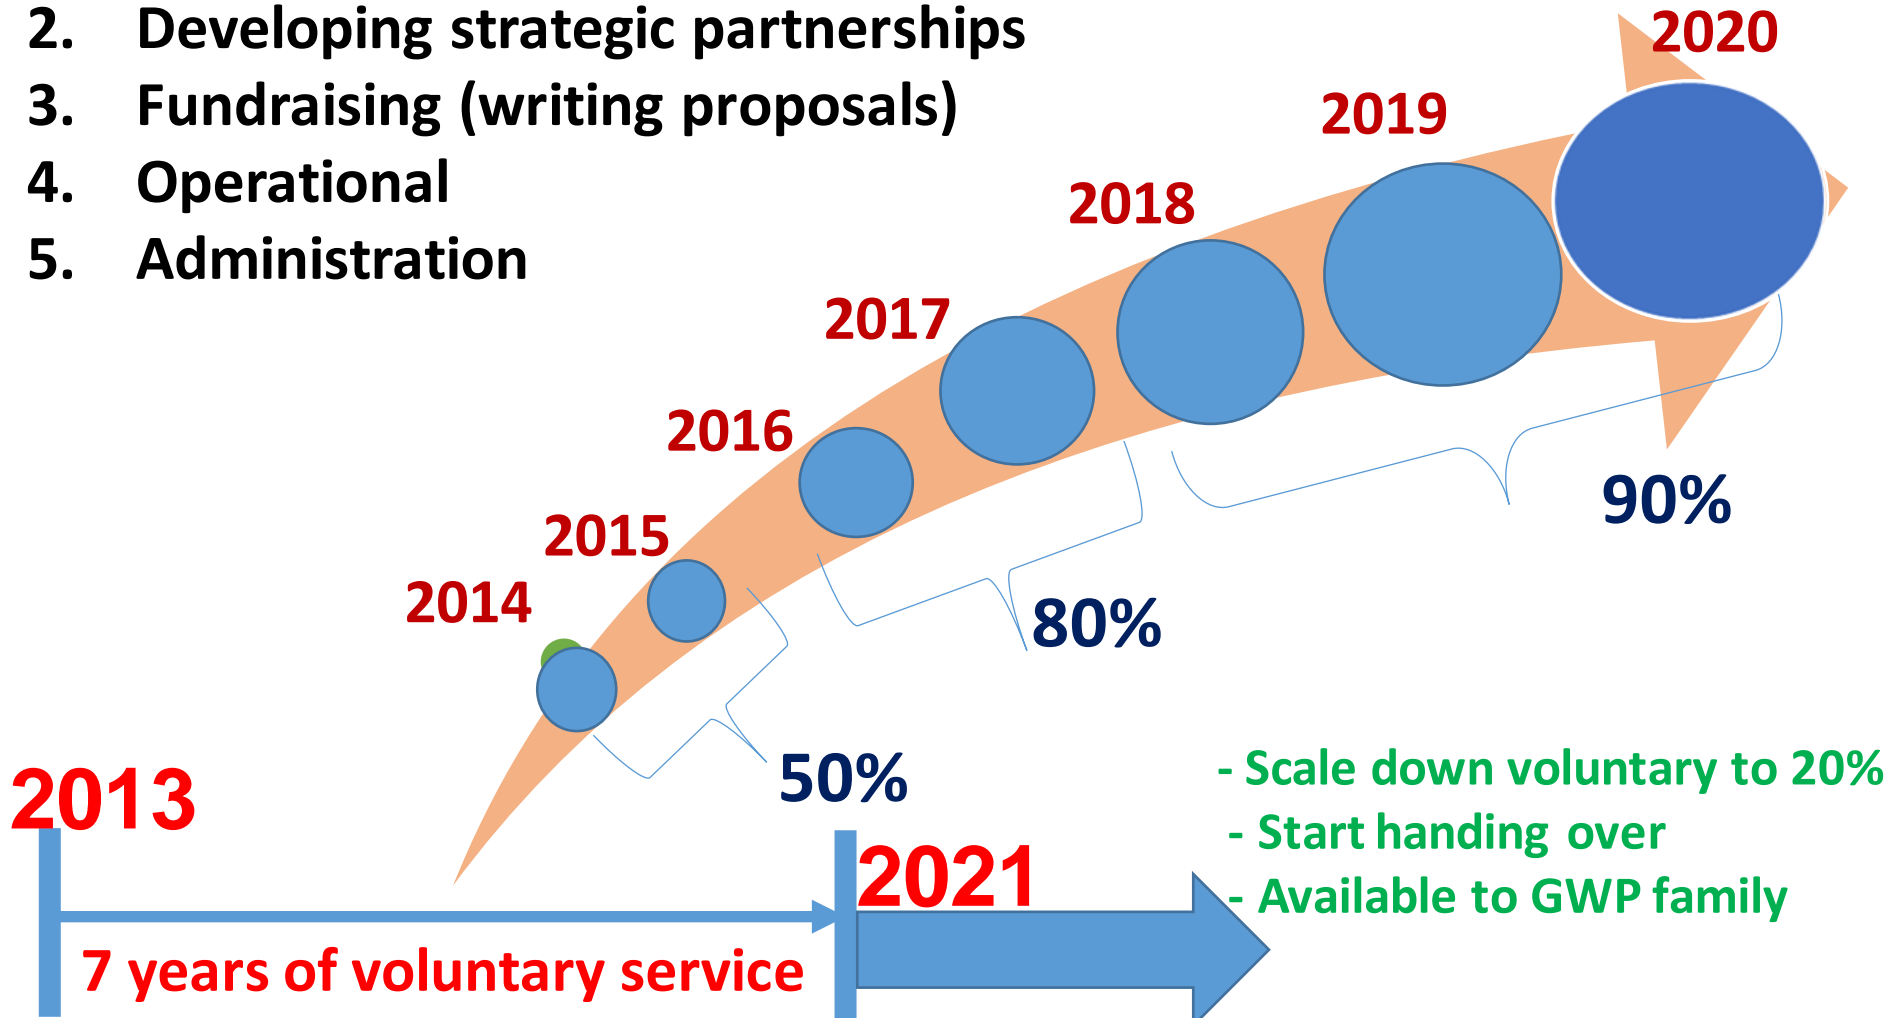 2. Developing strategic partnerships
3. Fundraising (writing proposals)
4. Operational
5. Administration
2020
2019
2018
2017
2016
2015
2014
90%
80%
50%
2013
2021
7 years of voluntary service
- Scale down voluntary to 20%
- Start handing over
- Available to GWP family